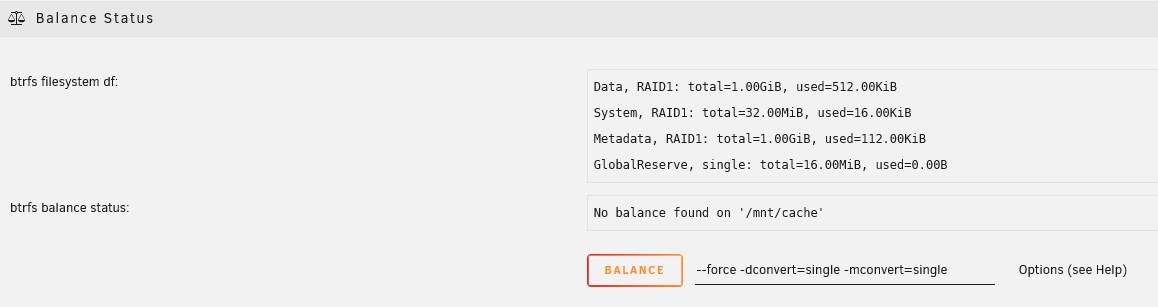 Balance Status
btrfs filesystem df:
Data, RAID1: total=1.00GiB, used=512.00KiB
System, RAID1: total=32.00MiB, used=16.00KiB
Metadata, RAID1: total=1.00GiB, used=112.00KiB
GlobalReserve, single: total=16.00MiB, used=0.00B
btrfs balance status:
No balance found on '/mnt/cache'
BALANCE --force -dconvert=single -mconvert=single Options (see Help)